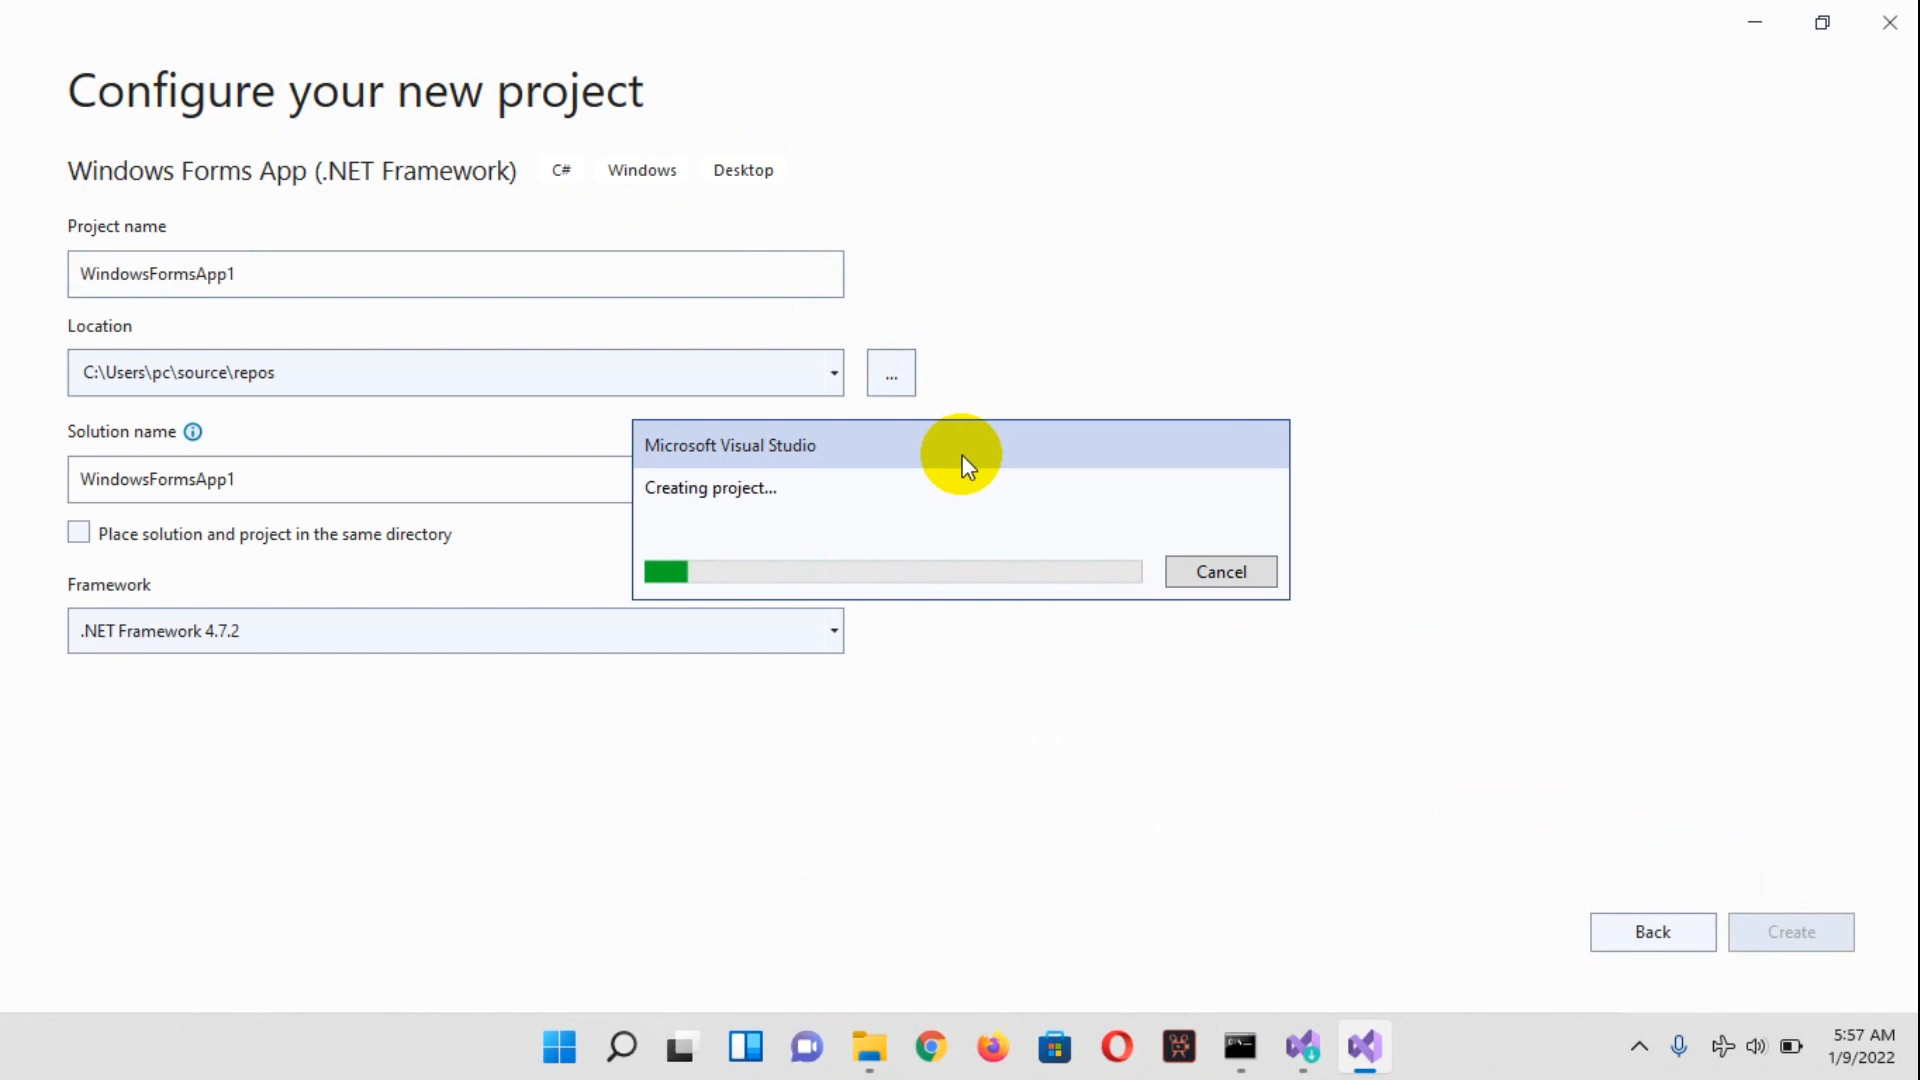 Configure your new project
Windows Forms App (.NET Framework) C# Windows Desktop
Project name
WindowsFormsApp1
Location
C:\Users\pc\source\repos
...
Solution name
WindowsFormsApp1
Place solution and project in the same directory
Framework
.NET Framework 4.7.2
Microsoft Visual Studio
Creating project...
Cancel
Back
Create
5:57 AM
1/9/2022